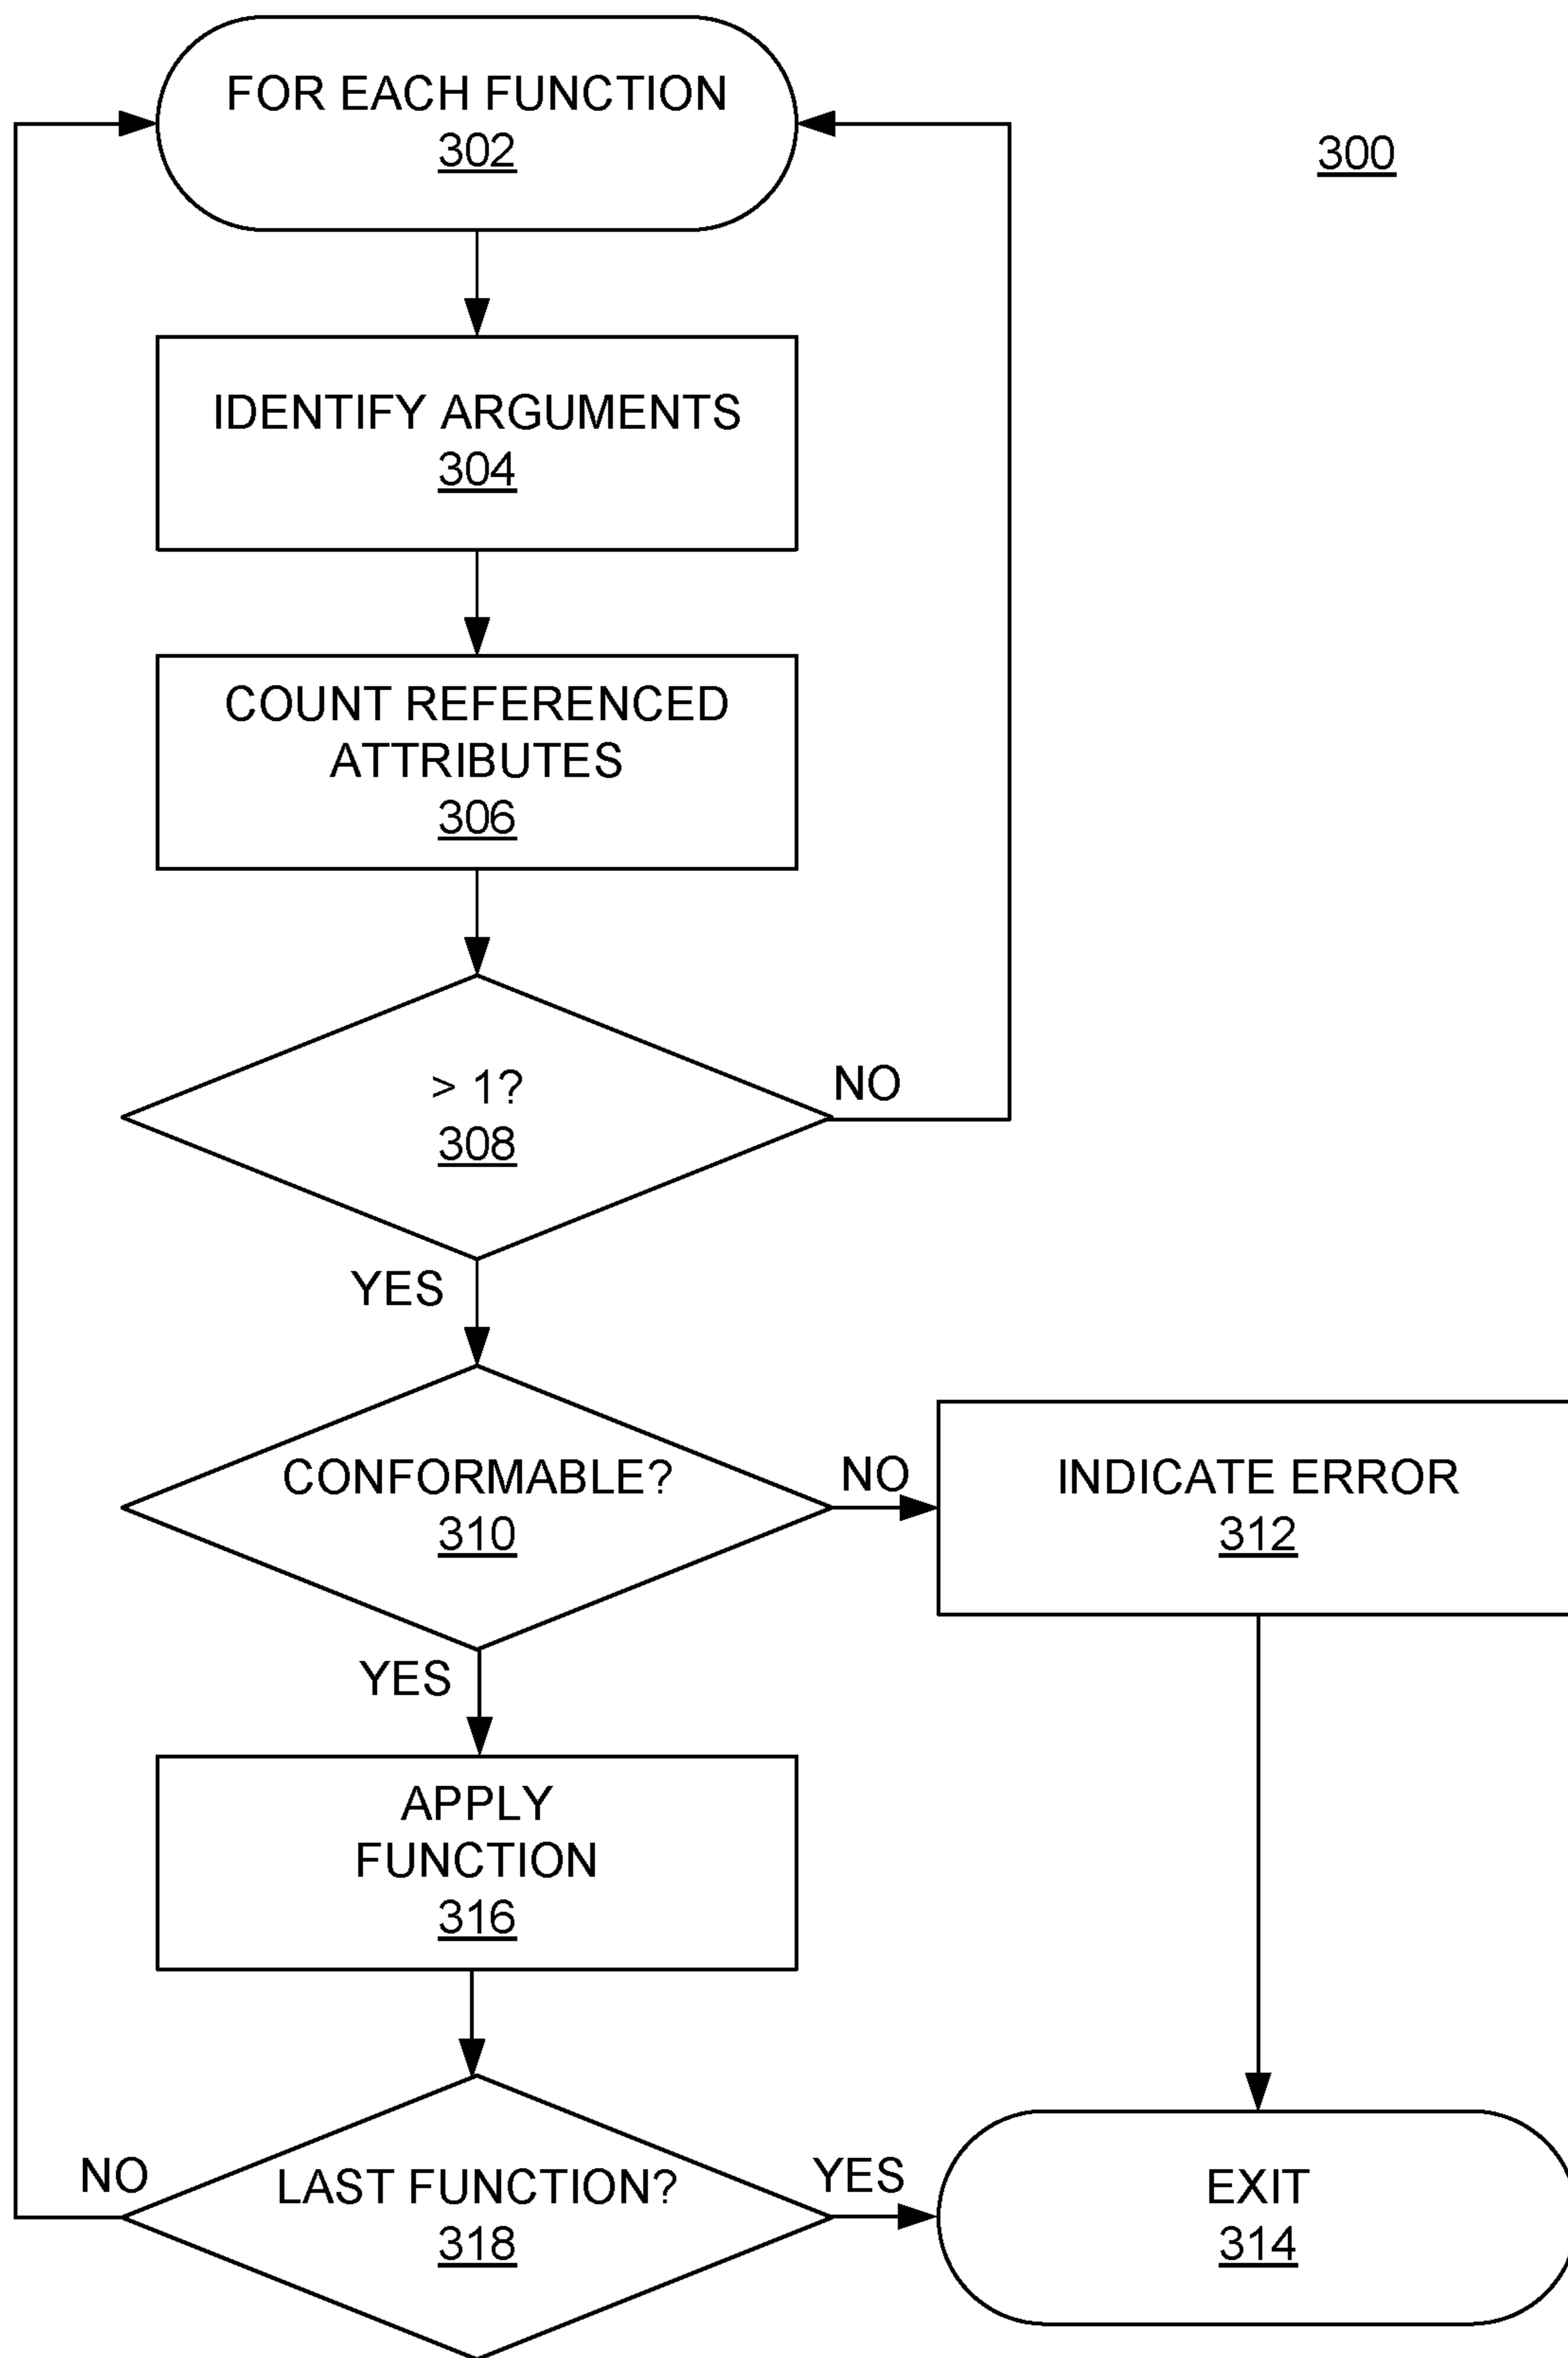 FOR EACH FUNCTION
302
300
IDENTIFY ARGUMENTS
304
COUNT REFERENCED
ATTRIBUTES
306
> 1?
308
NO
YES
CONFORMABLE?
310
NO
INDICATE ERROR
312
YES
APPLY
FUNCTION
316
NO
LAST FUNCTION?
318
YES
EXIT
314